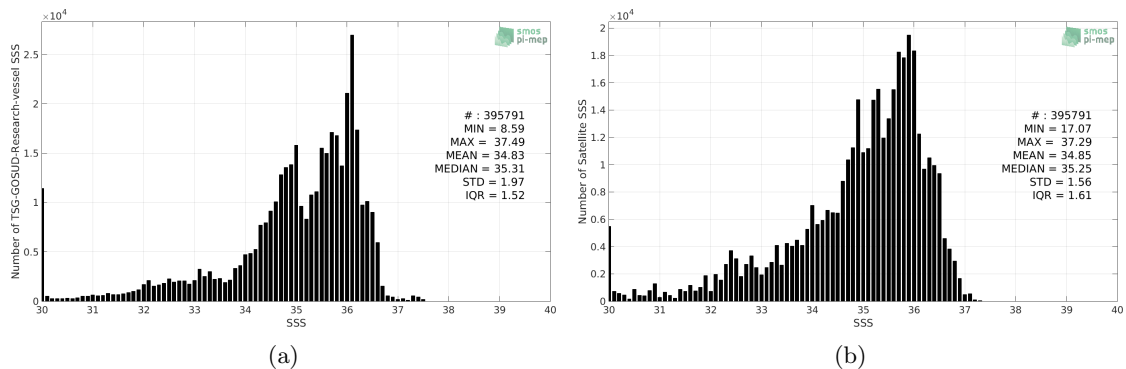 ×10⁴
Number of TSG-GOSUD-Research-vessel SSS
2.5
2
1.5
1
0.5
0
30 31 32 33 34 35 36 37 38 39 40
SSS
smos
pi-mep
# : 395791
MIN = 8.59
MAX = 37.49
MEAN = 34.83
MEDIAN = 35.31
STD = 1.97
IQR = 1.52
(a)
×10⁴
Number of Satellite SSS
2
1.8
1.6
1.4
1.2
1
0.8
0.6
0.4
0.2
0
30 31 32 33 34 35 36 37 38 39 40
SSS
smos
pi-mep
# : 395791
MIN = 17.07
MAX = 37.29
MEAN = 34.85
MEDIAN = 35.25
STD = 1.56
IQR = 1.61
(b)